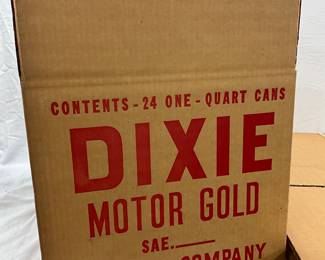 CONTENTS - 24 ONE - QUART CANS
DIXIE
MOTOR GOLD
SAE.
COMPANY